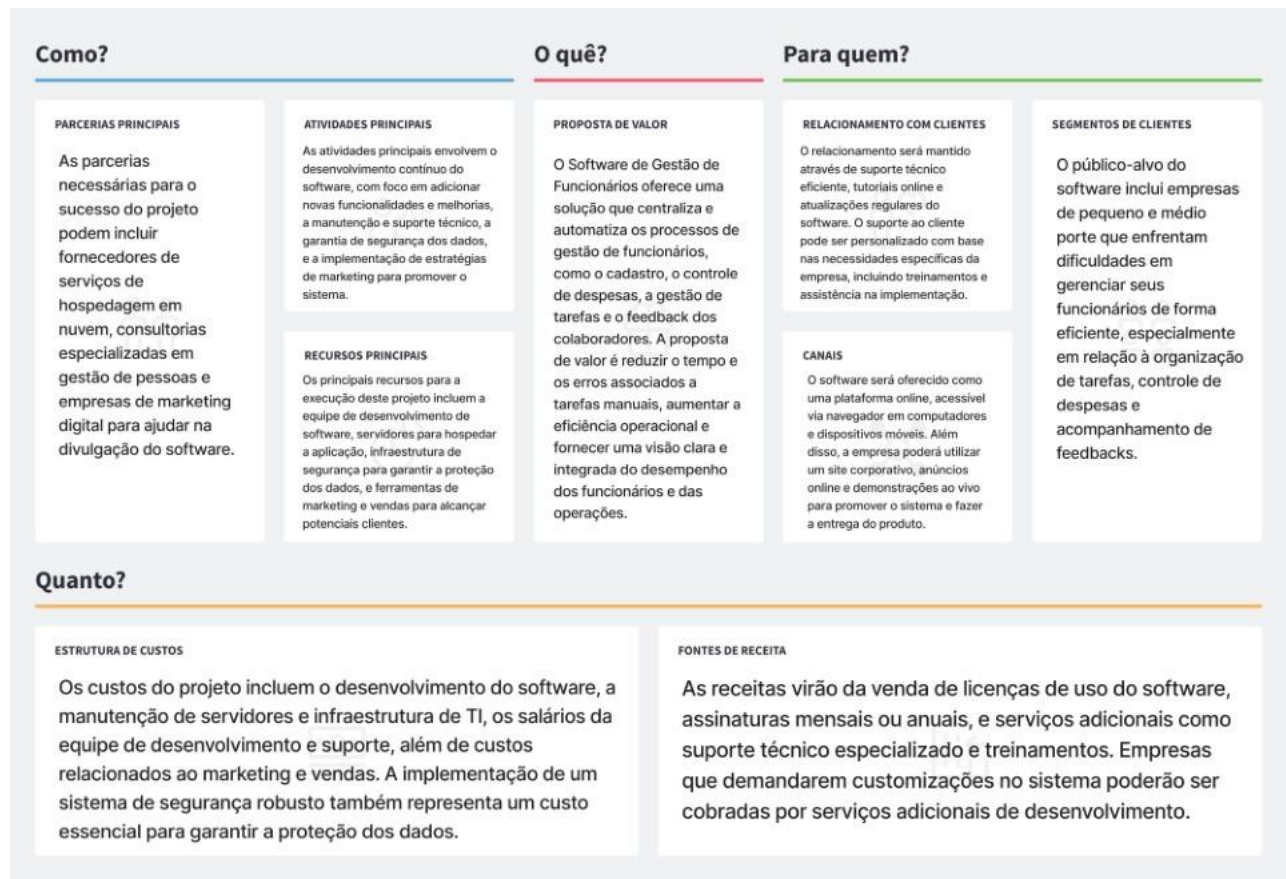 Como?
O quê?
Para quem?
PARCERIAS PRINCIPAIS
As parcerias
necessárias para o
sucesso do projeto
podem incluir
fornecedores de
serviços de
hospedagem em
nuvem, consultorias
especializadas em
gestão de pessoas e
empresas de marketing
digital para ajudar na
divulgação do software.
ATIVIDADES PRINCIPAIS
As atividades principais envolvem o
desenvolvimento contínuo do
software, com foco em adicionar
novas funcionalidades e melhorias,
a manutenção e suporte técnico, a
garantia de segurança dos dados,
e a implementação de estratégias
de marketing para promover o
sistema.
RECURSOS PRINCIPAIS
Os principais recursos para a
execução deste projeto incluem a
equipe de desenvolvimento de
software, servidores para hospedar
a aplicação, infraestrutura de
segurança para garantir a proteção
dos dados, e ferramentas de
marketing e vendas para alcançar
potenciais clientes.
PROPOSTA DE VALOR
O Software de Gestão de
Funcionários oferece uma
solução que centraliza e
automatiza os processos de
gestão de funcionários,
como o cadastro, o controle
de despesas, a gestão de
tarefas e o feedback dos
colaboradores. A proposta
de valor é reduzir o tempo e
os erros associados a
tarefas manuais, aumentar a
eficiência operacional e
fornecer uma visão clara e
integrada do desempenho
dos funcionários e das
operações.
RELACIONAMENTO COM CLIENTES
O relacionamento será mantido
através de suporte técnico
eficiente, tutoriais online e
atualizações regulares do
software. O suporte ao cliente
pode ser personalizado com base
nas necessidades específicas da
empresa, incluindo treinamentos e
assistência na implementação.
CANAIS
O software será oferecido como
uma plataforma online, acessível
via navegador em computadores
e dispositivos móveis. Além
disso, a empresa poderá utilizar
um site corporativo, anúncios
online e demonstrações ao vivo
para promover o sistema e fazer
a entrega do produto.
SEGMENTOS DE CLIENTES
O público-alvo do
software inclui empresas
de pequeno e médio
porte que enfrentam
dificuldades em
gerenciar seus
funcionários de forma
eficiente, especialmente
em relação à organização
de tarefas, controle de
despesas e
acompanhamento de
feedbacks.
Quanto?
ESTRUTURA DE CUSTOS
Os custos do projeto incluem o desenvolvimento do software, a
manutenção de servidores e infraestrutura de TI, os salários da
equipe de desenvolvimento e suporte, além de custos
relacionados ao marketing e vendas. A implementação de um
sistema de segurança robusto também representa um custo
essencial para garantir a proteção dos dados.
FONTES DE RECEITA
As receitas virão da venda de licenças de uso do software,
assinaturas mensais ou anuais, e serviços adicionais como
suporte técnico especializado e treinamentos. Empresas
que demandarem customizações no sistema poderão ser
cobradas por serviços adicionais de desenvolvimento.